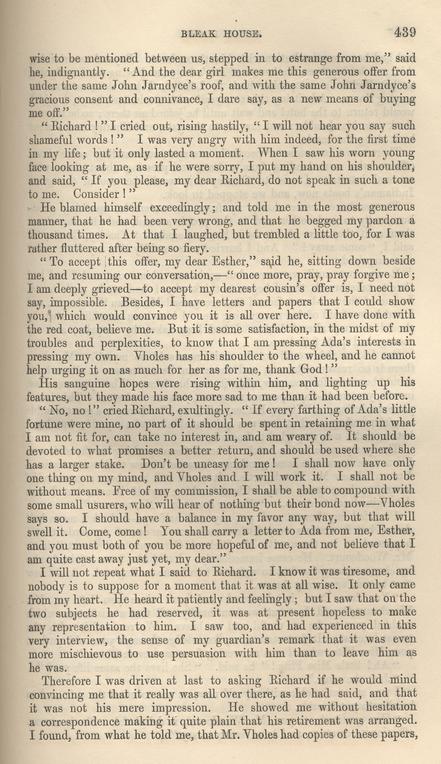 BLEAK HOUSE. 439
wise to be mentioned between us, stepped in to estrange from me,” said
he, indignantly. “And the dear girl makes me this generous offer from
under the same John Jarndyce’s roof, and with the same John Jarndyce’s
gracious consent and connivance, I dare say, as a new means of buying
me off.”
“Richard!” I cried out, rising hastily, “I will not hear you say such
shameful words!” I was very angry with him indeed, for the first time
in my life; but it only lasted a moment. When I saw his worn young
face looking at me, as if he were sorry, I put my hand on his shoulder,
and said, “If you please, my dear Richard, do not speak in such a tone
to me. Consider!”
He blamed himself exceedingly; and told me in the most generous
manner, that he had been very wrong, and that he begged my pardon a
thousand times. At that I laughed, but trembled a little too, for I was
rather fluttered after being so fiery.
“To accept this offer, my dear Esther,” said he, sitting down beside
me, and resuming our conversation,—“once more, pray, pray forgive me;
I am deeply grieved—to accept my dearest cousin’s offer is, I need not
say, impossible. Besides, I have letters and papers that I could show
you, which would convince you it is all over here. I have done with
the red coat, believe me. But it is some satisfaction, in the midst of my
troubles and perplexities, to know that I am pressing Ada’s interests in
pressing my own. Vholes has his shoulder to the wheel, and he cannot
help urging it on as much for her as for me, thank God!”
His sanguine hopes were rising within him, and lighting up his
features, but they made his face more sad to me than it had been before.
“No, no!” cried Richard, exultingly. “If every farthing of Ada’s little
fortune were mine, no part of it should be spent in retaining me in what
I am not fit for, can take no interest in, and am weary of. It should be
devoted to what promises a better return, and should be used where she
has a larger stake. Don’t be uneasy for me! I shall now have only
one thing on my mind, and Vholes and I will work it. I shall not be
without means. Free of my commission, I shall be able to compound with
some small usurers, who will hear of nothing but their bond now—Vholes
says so. I should have a balance in my favor any way, but that will
swell it. Come, come! You shall carry a letter to Ada from me, Esther,
and you must both of you be more hopeful of me, and not believe that I
am quite cast away just yet, my dear.”
I will not repeat what I said to Richard. I know it was tiresome, and
nobody is to suppose for a moment that it was at all wise. It only came
from my heart. He heard it patiently and feelingly; but I saw that on the
two subjects he had reserved, it was at present hopeless to make
any representation to him. I saw too, and had experienced in this
very interview, the sense of my guardian’s remark that it was even
more mischievous to use persuasion with him than to leave him as
he was.
Therefore I was driven at last to asking Richard if he would mind
convincing me that it really was all over there, as he had said, and that
it was not his mere impression. He showed me without hesitation
a correspondence making it quite plain that his retirement was arranged.
I found, from what he told me, that Mr. Vholes had copies of these papers,